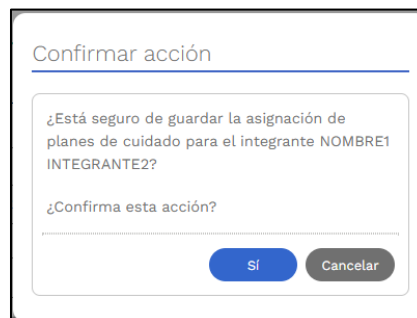 Confirmar acción
¿Está seguro de guardar la asignación de
planes de cuidado para el integrante NOMBRE1
INTEGRANTE2?
¿Confirma esta acción?
Sí
Cancelar